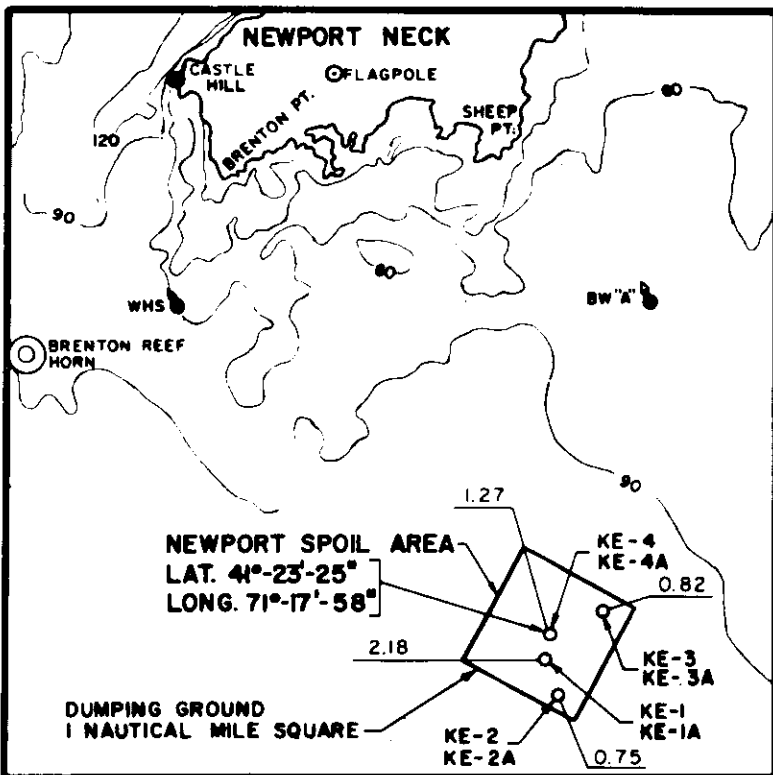 NEWPORT NECK
CASTLE
HILL
FLAGPOLE
BRENTON PT.
SHEEP
PT.
60
120
90
60
WHS
BW "A"
BRENTON REEF
HORN
90
1.27
NEWPORT SPOIL AREA
LAT. 41°-23'-25"
LONG. 71°-17'-58"
KE-4
KE-4A
0.82
2.18
KE-3
KE-3A
DUMPING GROUND
1 NAUTICAL MILE SQUARE
KE-1
KE-1A
KE-2
KE-2A
0.75